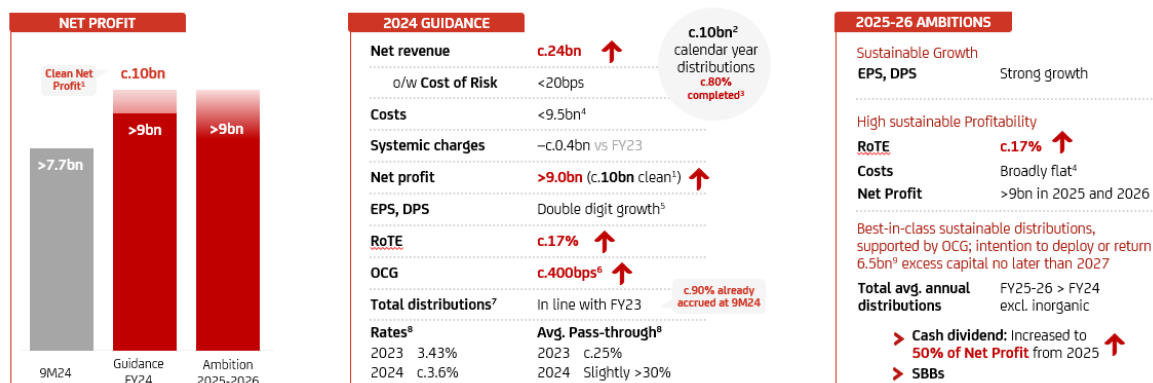 NET PROFIT
Clean Net
Profit¹
c.10bn
>7.7bn
>9bn
>9bn
9M24
Guidance
FY24
Ambition
2025-2026
2024 GUIDANCE
Net revenue c.24bn
o/w Cost of Risk <20bps
Costs <9.5bn⁴
Systemic charges –c.0.4bn vs FY23
Net profit >9.0bn (c.10bn clean¹)
EPS, DPS Double digit growth⁵
RoTE c.17%
OCG c.400bps⁶
Total distributions⁷ In line with FY23
Rates⁸ Avg. Pass-through⁸
2023 3.43% 2023 c.25%
2024 c.3.6% 2024 Slightly >30%
c.10bn²
calendar year
distributions
c.80%
completed³
c.90% already
accrued at 9M24
2025-26 AMBITIONS
Sustainable Growth
EPS, DPS Strong growth
High sustainable Profitability
RoTE c.17%
Costs Broadly flat⁴
Net Profit >9bn in 2025 and 2026
Best-in-class sustainable distributions,
supported by OCG; intention to deploy or return
6.5bn⁹ excess capital no later than 2027
Total avg. annual FY25-26 > FY24
distributions excl. inorganic
Cash dividend: Increased to
50% of Net Profit from 2025
SBBs